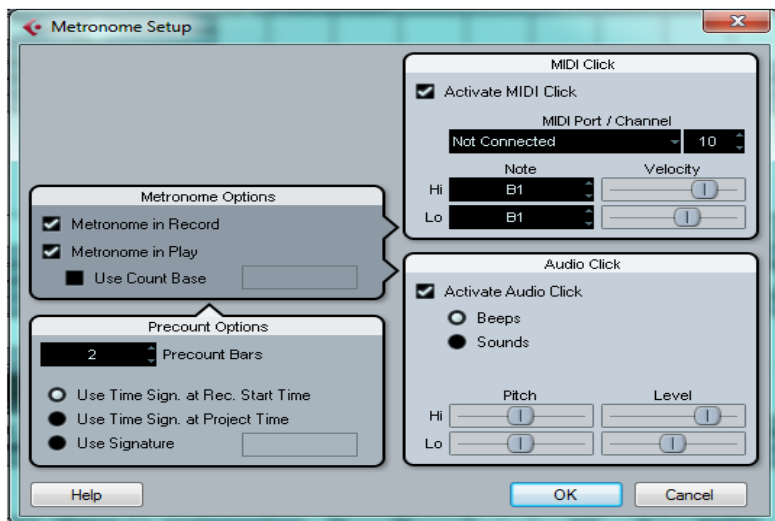 Metronome Setup
MIDI Click
Activate MIDI Click
MIDI Port / Channel
Not Connected 10
Note Velocity
Hi B1
Lo B1
Metronome Options
Metronome in Record
Metronome in Play
Use Count Base
Audio Click
Activate Audio Click
Beeps
Sounds
Pitch Level
Hi
Lo
Precount Options
2 Precount Bars
Use Time Sign. at Rec. Start Time
Use Time Sign. at Project Time
Use Signature
Help OK Cancel